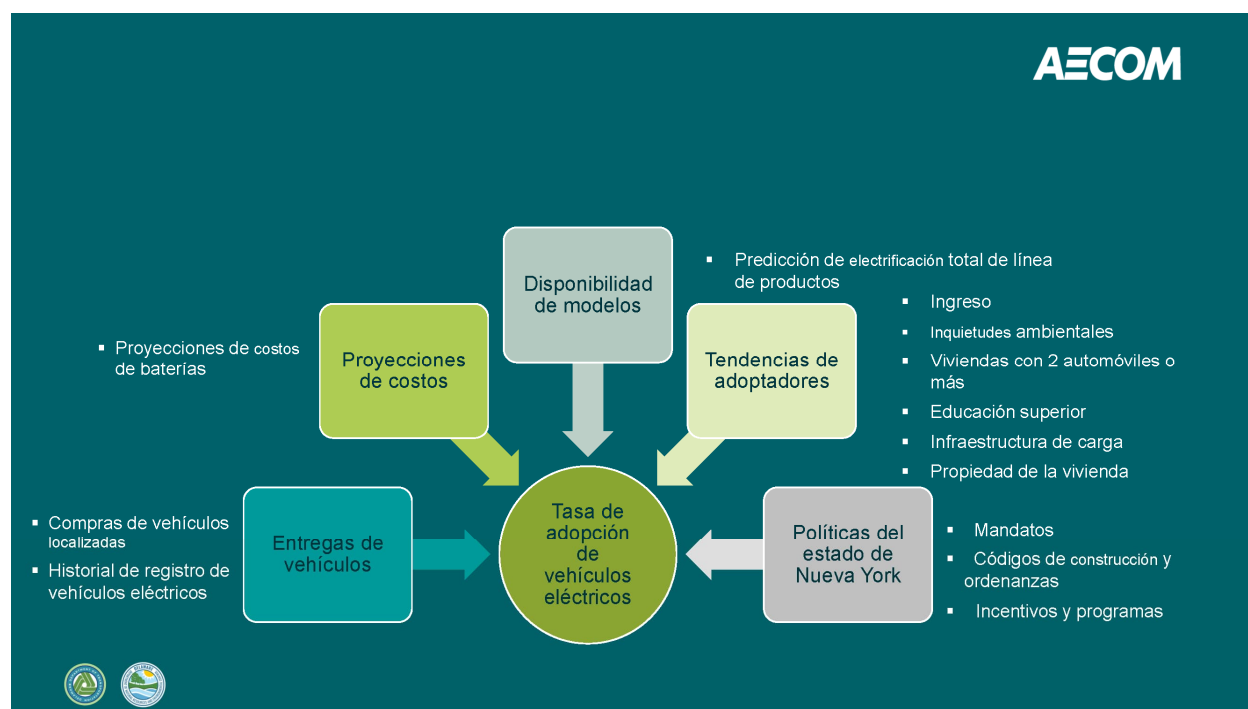 AECOM
Disponibilidad
de modelos
▪ Predicción de electrificación total de línea
de productos
Proyecciones
de costos
▪ Proyecciones de costos
de baterías
Tendencias de
adoptadores
▪ Ingreso
▪ Inquietudes ambientales
▪ Viviendas con 2 automóviles o
más
▪ Educación superior
▪ Infraestructura de carga
▪ Propiedad de la vivienda
Entregas de
vehículos
▪ Compras de vehículos
localizadas
▪ Historial de registro de
vehículos eléctricos
Tasa de
adopción
de
vehículos
eléctricos
Políticas del
estado de
Nueva York
▪ Mandatos
▪ Códigos de construcción y
ordenanzas
▪ Incentivos y programas